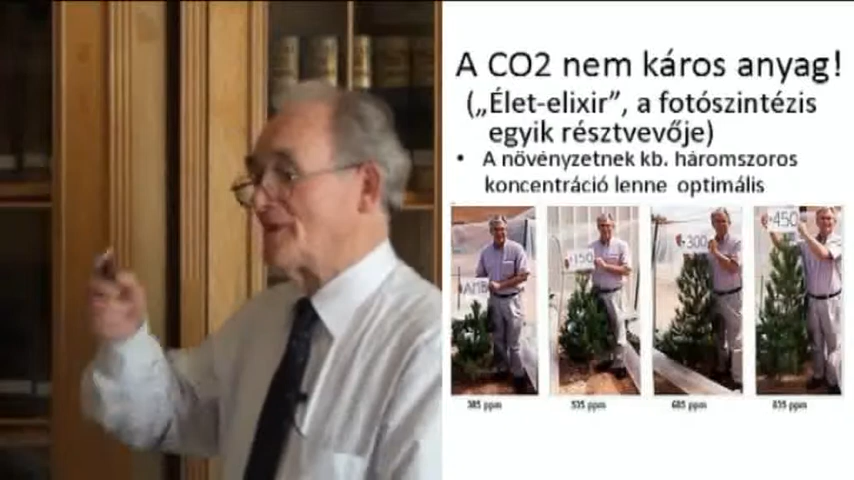 A CO2 nem káros anyag!
(„Élet-elixir”, a fotószintézis
egyik résztvevője)
• A növényzetnek kb. háromszoros
koncentráció lenne optimális
AMB
+150
+300
+450
385 ppm
535 ppm
685 ppm
835 ppm